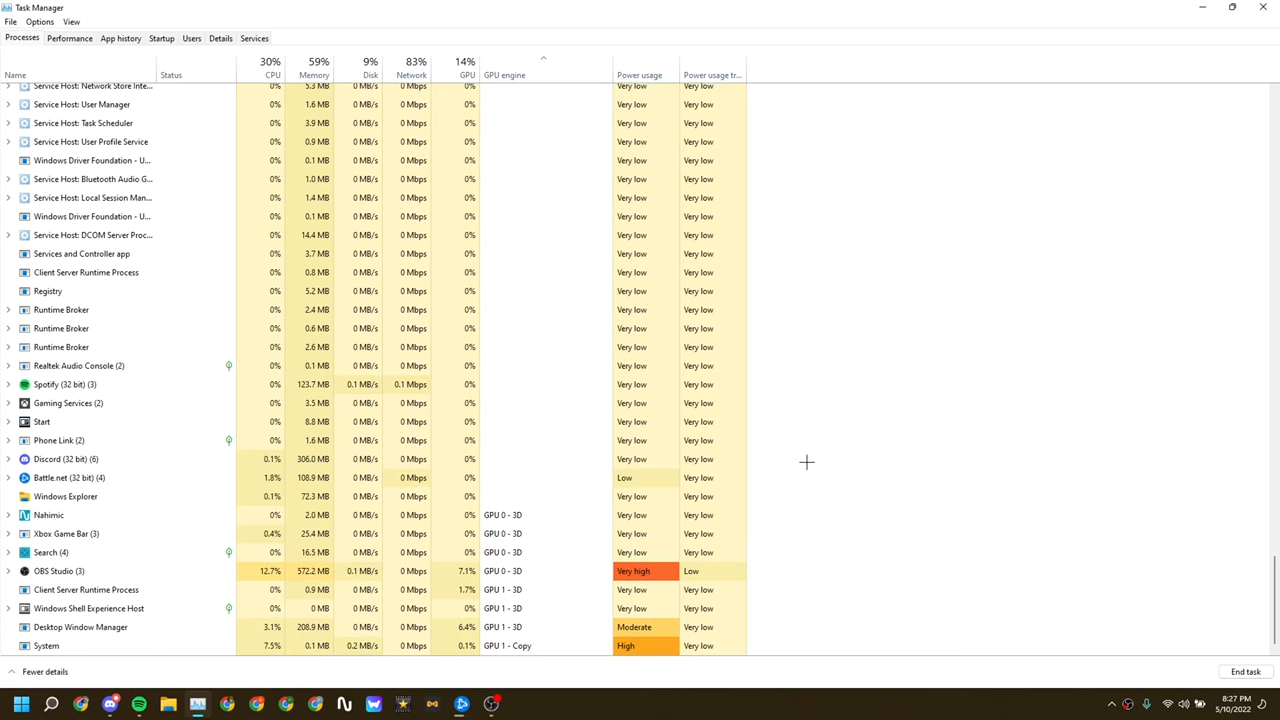 Task Manager
File Options View
Processes Performance App history Startup Users Details Services
30% 59% 9% 83% 14%
Name Status CPU Memory Disk Network GPU GPU engine Power usage Power usage tr...
Service Host: Network Store Inte... 0% 5.3 MB 0 MB/s 0 Mbps 0% Very low Very low
Service Host: User Manager 0% 1.6 MB 0 MB/s 0 Mbps 0% Very low Very low
Service Host: Task Scheduler 0% 3.9 MB 0 MB/s 0 Mbps 0% Very low Very low
Service Host: User Profile Service 0% 0.9 MB 0 MB/s 0 Mbps 0% Very low Very low
Windows Driver Foundation - U... 0% 0.1 MB 0 MB/s 0 Mbps 0% Very low Very low
Service Host: Bluetooth Audio G... 0% 1.0 MB 0 MB/s 0 Mbps 0% Very low Very low
Service Host: Local Session Man... 0% 1.4 MB 0 MB/s 0 Mbps 0% Very low Very low
Windows Driver Foundation - U... 0% 0.1 MB 0 MB/s 0 Mbps 0% Very low Very low
Service Host: DCOM Server Proc... 0% 14.4 MB 0 MB/s 0 Mbps 0% Very low Very low
Services and Controller app 0% 3.7 MB 0 MB/s 0 Mbps 0% Very low Very low
Client Server Runtime Process 0% 0.8 MB 0 MB/s 0 Mbps 0% Very low Very low
Registry 0% 5.2 MB 0 MB/s 0 Mbps 0% Very low Very low
Runtime Broker 0% 2.4 MB 0 MB/s 0 Mbps 0% Very low Very low
Runtime Broker 0% 0.6 MB 0 MB/s 0 Mbps 0% Very low Very low
Runtime Broker 0% 2.6 MB 0 MB/s 0 Mbps 0% Very low Very low
Realtek Audio Console (2) 0% 0.1 MB 0 MB/s 0 Mbps 0% Very low Very low
Spotify (32 bit) (3) 0% 123.7 MB 0.1 MB/s 0.1 Mbps 0% Very low Very low
Gaming Services (2) 0% 3.5 MB 0 MB/s 0 Mbps 0% Very low Very low
Start 0% 8.8 MB 0 MB/s 0 Mbps 0% Very low Very low
Phone Link (2) 0% 1.6 MB 0 MB/s 0 Mbps 0% Very low Very low
Discord (32 bit) (6) 0.1% 306.0 MB 0 MB/s 0 Mbps 0% Very low Very low
Battle.net (32 bit) (4) 1.8% 108.9 MB 0 MB/s 0 Mbps 0% Low Very low
Windows Explorer 0.1% 72.3 MB 0 MB/s 0 Mbps 0% Very low Very low
Nahimic 0% 2.0 MB 0 MB/s 0 Mbps 0% GPU 0 - 3D Very low Very low
Xbox Game Bar (3) 0.4% 25.4 MB 0 MB/s 0 Mbps 0% GPU 0 - 3D Very low Very low
Search (4) 0% 16.5 MB 0 MB/s 0 Mbps 0% GPU 0 - 3D Very low Very low
OBS Studio (3) 12.7% 572.2 MB 0.1 MB/s 0 Mbps 7.1% GPU 0 - 3D Very high Low
Client Server Runtime Process 0% 0.9 MB 0 MB/s 0 Mbps 1.7% GPU 1 - 3D Very low Very low
Windows Shell Experience Host 0% 0 MB 0 MB/s 0 Mbps 0% GPU 1 - 3D Very low Very low
Desktop Window Manager 3.1% 208.9 MB 0 MB/s 0 Mbps 6.4% GPU 1 - 3D Moderate Very low
System 7.5% 0.1 MB 0.2 MB/s 0 Mbps 0.1% GPU 1 - Copy High Very low
Fewer details End task
8:27 PM
5/10/2022